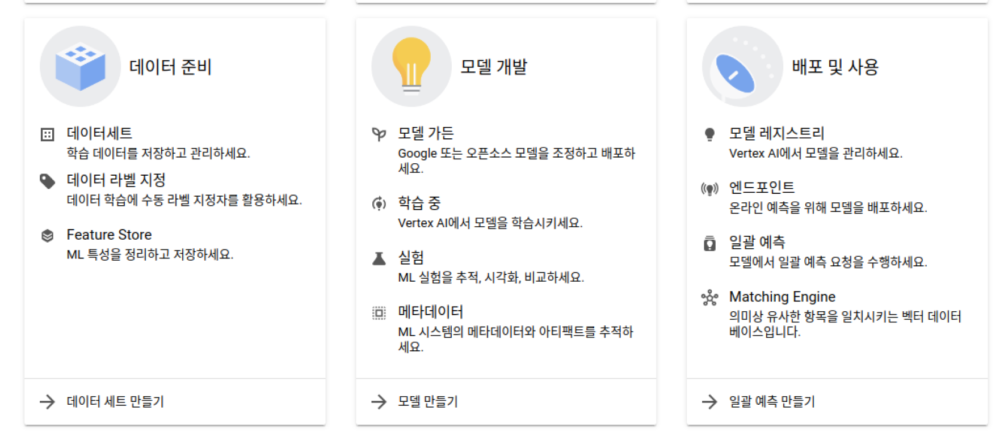 데이터 준비
데이터세트
학습 데이터를 저장하고 관리하세요.
데이터 라벨 지정
데이터 학습에 수동 라벨 지정자를 활용하세요.
Feature Store
ML 특성을 정리하고 저장하세요.
데이터 세트 만들기
모델 개발
모델 가든
Google 또는 오픈소스 모델을 조정하고 배포하
세요.
학습 중
Vertex AI에서 모델을 학습시키세요.
실험
ML 실험을 추적, 시각화, 비교하세요.
메타데이터
ML 시스템의 메타데이터와 아티팩트를 추적하
세요.
모델 만들기
배포 및 사용
모델 레지스트리
Vertex AI에서 모델을 관리하세요.
엔드포인트
온라인 예측을 위해 모델을 배포하세요.
일괄 예측
모델에서 일괄 예측 요청을 수행하세요.
Matching Engine
의미상 유사한 항목을 일치시키는 벡터 데이터
베이스입니다.
일괄 예측 만들기